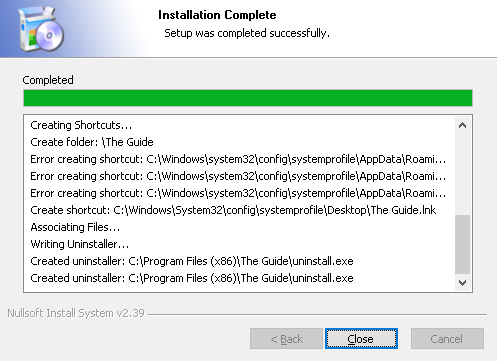 Installation Complete
Setup was completed successfully.
Completed
Creating Shortcuts...
Create folder: \The Guide
Error creating shortcut: C:\Windows\system32\config\systemprofile\AppData\Roami...
Error creating shortcut: C:\Windows\system32\config\systemprofile\AppData\Roami...
Error creating shortcut: C:\Windows\system32\config\systemprofile\AppData\Roami...
Create shortcut: C:\Windows\System32\config\systemprofile\Desktop\The Guide.lnk
Associating Files...
Writing Uninstaller...
Created uninstaller: C:\Program Files (x86)\The Guide\uninstall.exe
Created uninstaller: C:\Program Files (x86)\The Guide\uninstall.exe
Nullsoft Install System v2.39
< Back Close Cancel